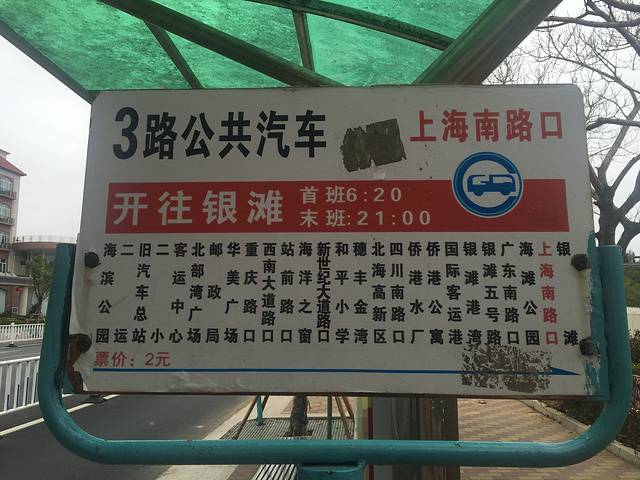 3路公共汽车
上海南路口
开往银滩
首班6:20
末班:21:00
海滨公园
二运
旧汽车总站
二小
客运中心
北部湾广场
邮政局
华美广场
重庆路口
西南大道路口
站前路口
海洋之窗
新世纪大道路口
和平小学
穗丰金湾
北海高新区
四川南路口
侨港水厂
侨港公寓
国际客运港
银滩港湾
银滩五号路口
广东南路口
海滩公园
上海南路口
银滩
票价：2元